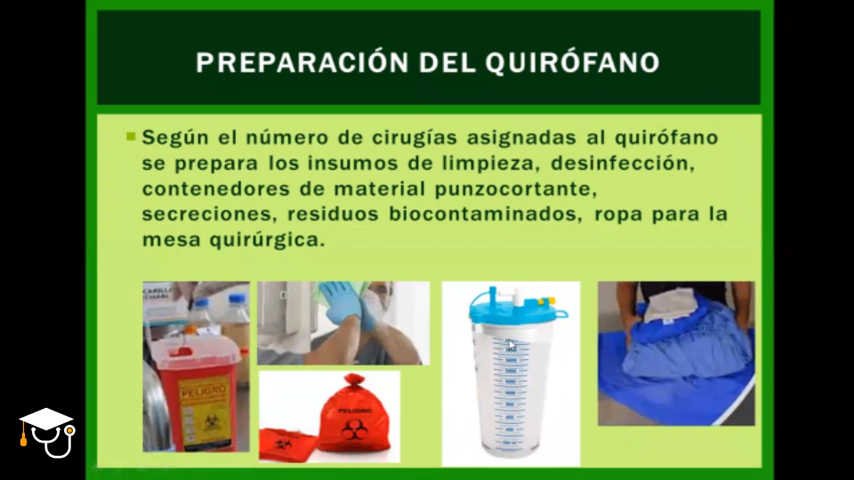 PREPARACIÓN DEL QUIRÓFANO
Según el número de cirugías asignadas al quirófano
se prepara los insumos de limpieza, desinfección,
contenedores de material punzocortante,
secreciones, residuos biocontaminados, ropa para la
mesa quirúrgica.
PELIGRO
PELIGRO